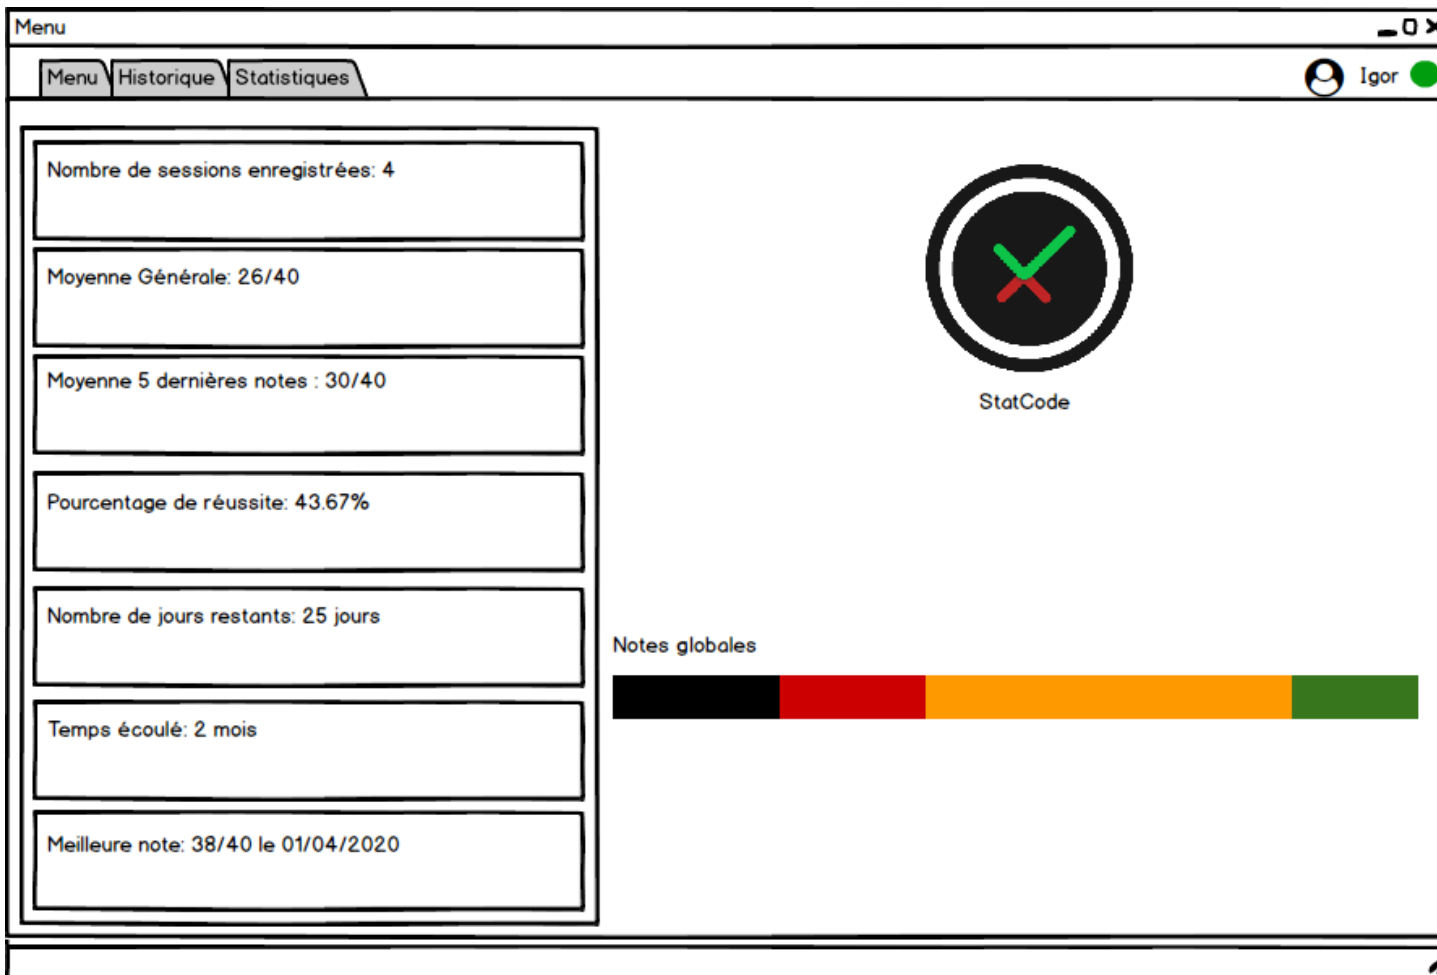 Menu
Menu Historique Statistiques Igor
Nombre de sessions enregistrées: 4
Moyenne Générale: 26/40
Moyenne 5 dernières notes : 30/40
Pourcentage de réussite: 43.67%
Nombre de jours restants: 25 jours
Temps écoulé: 2 mois
Meilleure note: 38/40 le 01/04/2020
StatCode
Notes globales